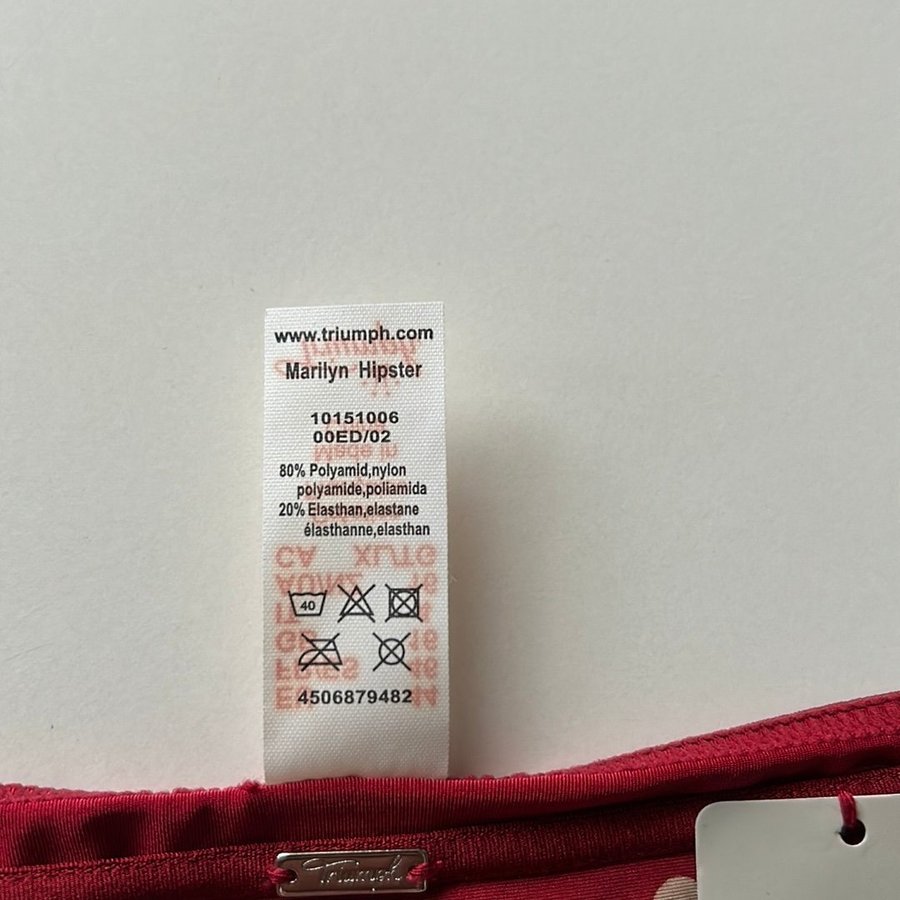 www.triumph.com
Marilyn Hipster
10151006
00ED/02
80% Polyamid,nylon
polyamide,poliamida
20% Elasthan,elastane
élasthanne,elasthan
40
4506879482
Triumph